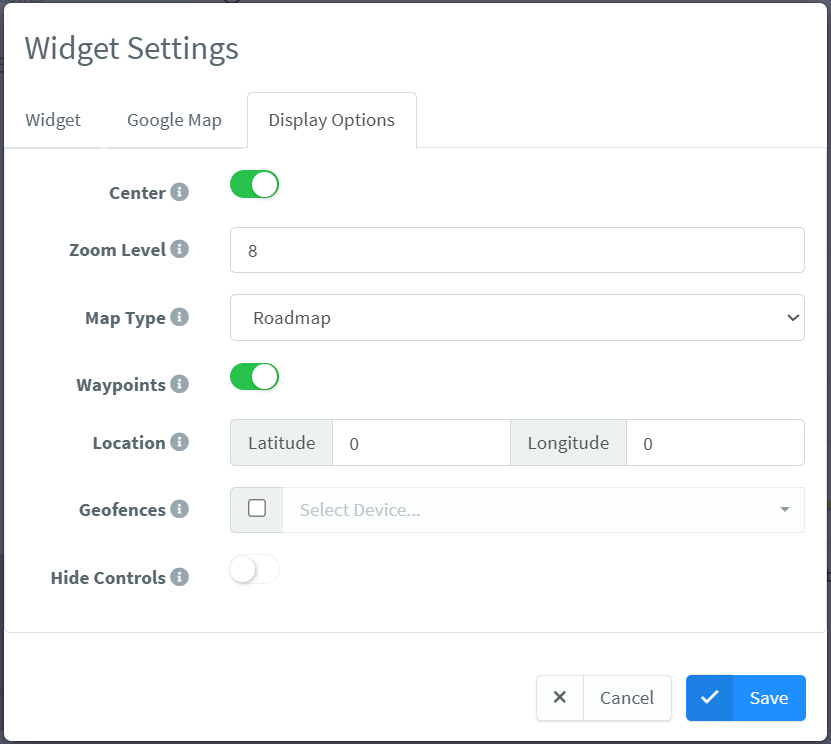 Widget Settings
Widget Google Map Display Options
Center
Zoom Level 8
Map Type Roadmap
Waypoints
Location Latitude 0 Longitude 0
Geofences Select Device...
Hide Controls
Cancel Save